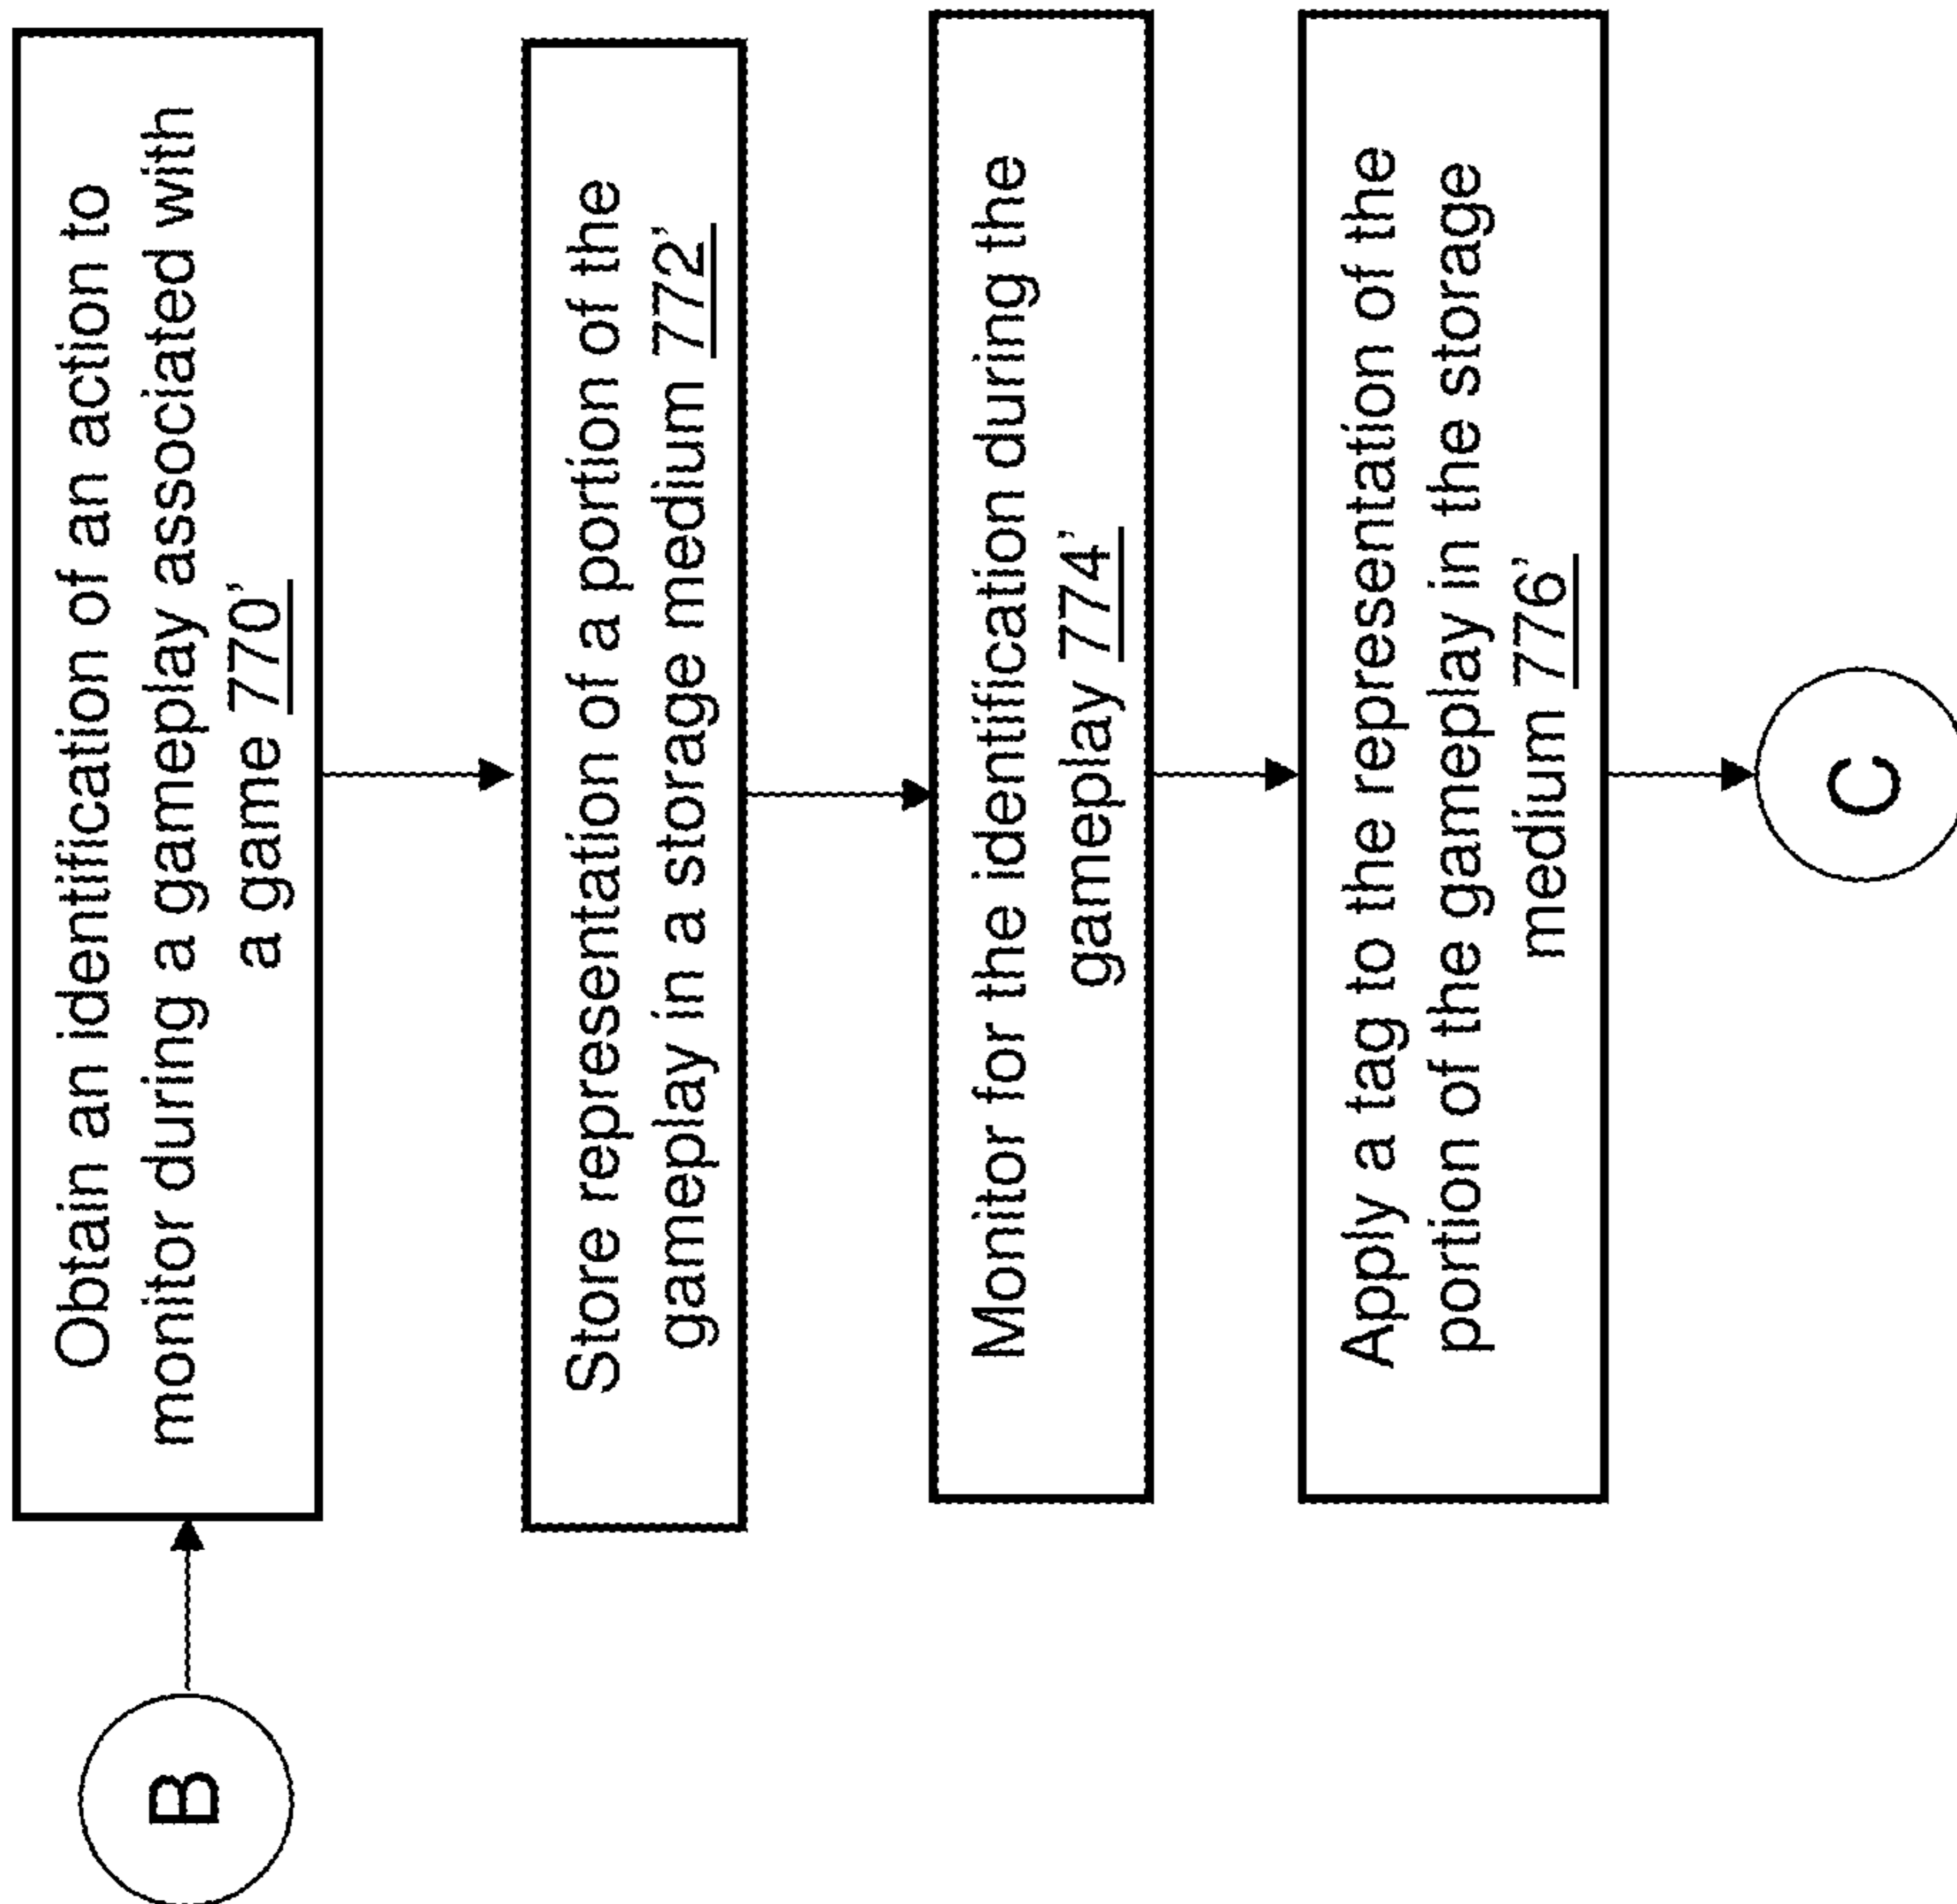 B
Obtain an identification of an action to
monitor during a gameplay associated with
a game 770’
Store representation of a portion of the
gameplay in a storage medium 772’
Monitor for the identification during the
gameplay 774’
Apply a tag to the representation of the
portion of the gameplay in the storage
medium 776’
C